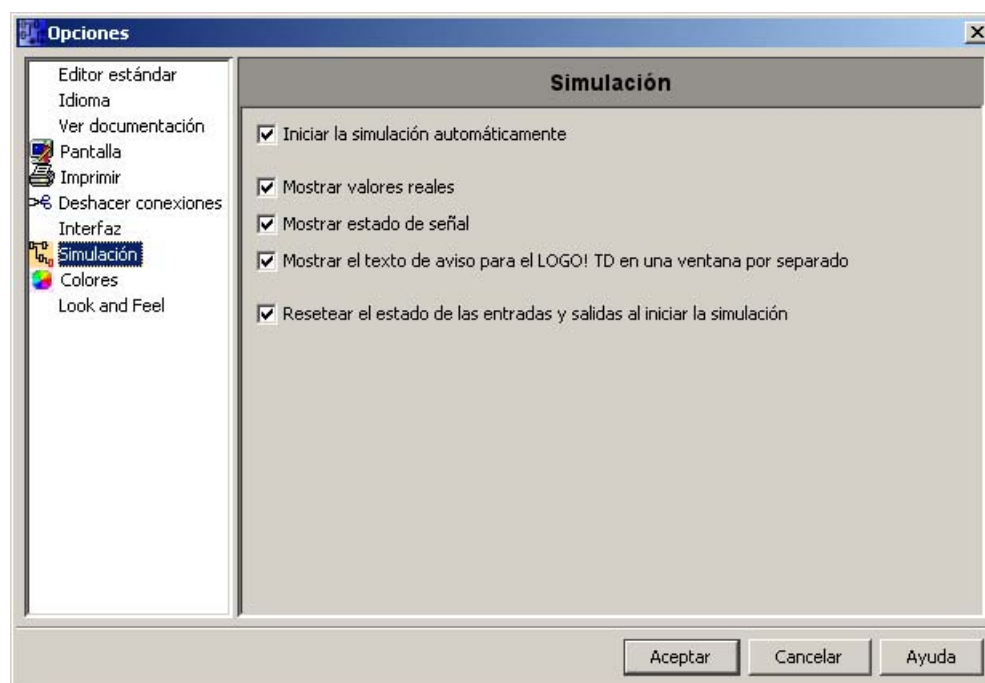 Opciones
Editor estándar
Idioma
Ver documentación
Pantalla
Imprimir
Deshacer conexiones
Interfaz
Simulación
Colores
Look and Feel
Simulación
Iniciar la simulación automáticamente
Mostrar valores reales
Mostrar estado de señal
Mostrar el texto de aviso para el LOGO! TD en una ventana por separado
Resetear el estado de las entradas y salidas al iniciar la simulación
Aceptar
Cancelar
Ayuda